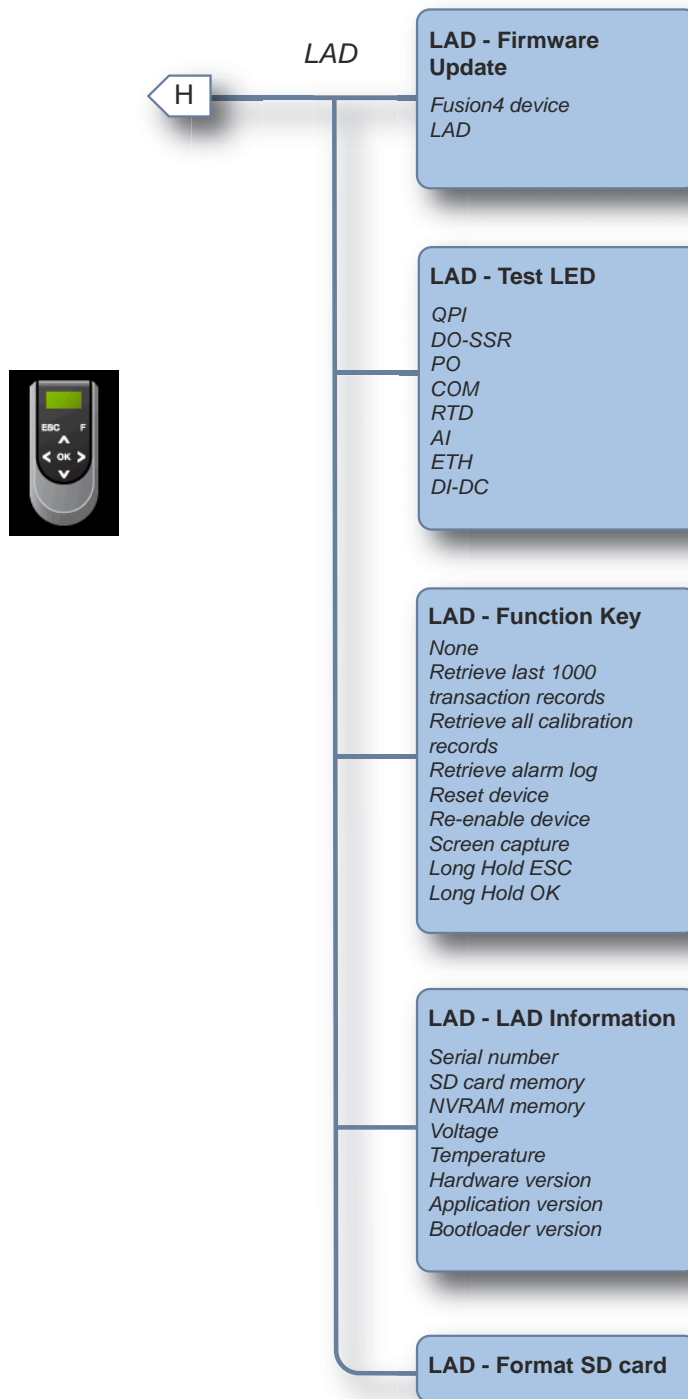 LAD
H
LAD - Firmware
Update
Fusion4 device
LAD
LAD - Test LED
QPI
DO-SSR
PO
COM
RTD
AI
ETH
DI-DC
ESC F
< OK >
LAD - Function Key
None
Retrieve last 1000
transaction records
Retrieve all calibration
records
Retrieve alarm log
Reset device
Re-enable device
Screen capture
Long Hold ESC
Long Hold OK
LAD - LAD Information
Serial number
SD card memory
NVRAM memory
Voltage
Temperature
Hardware version
Application version
Bootloader version
LAD - Format SD card